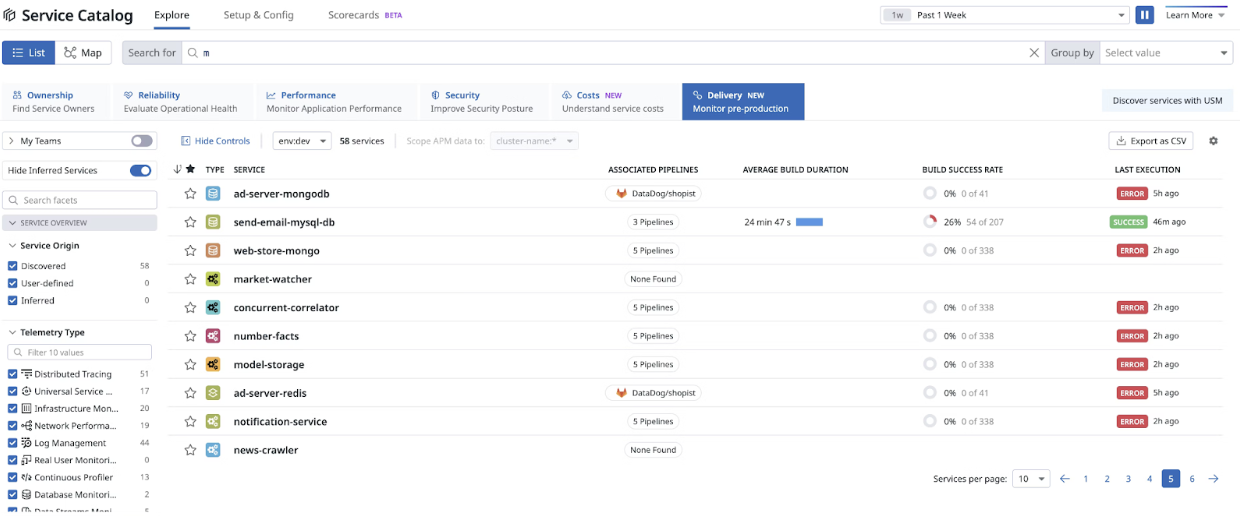 Service Catalog Explore Setup & Config Scorecards BETA 1w Past 1 Week Learn More
List Map Search for m Group by Select value
Ownership Reliability Performance Security Costs NEW Delivery NEW
Find Service Owners Evaluate Operational Health Monitor Application Performance Improve Security Posture Understand service costs Monitor pre-production Discover services with USM
My Teams Hide Controls env:dev 58 services Scope APM data to: cluster-name:* Export as CSV
Hide Inferred Services
Search facets
SERVICE OVERVIEW
Service Origin
Discovered 58
User-defined 0
Inferred 0
Telemetry Type
Filter 10 values
Distributed Tracing 51
Universal Service ... 17
Infrastructure Mon... 20
Network Performa... 19
Log Management 44
Real User Monitori... 0
Continuous Profiler 13
Database Monitori... 2
Data Streams Moni... 5
TYPE SERVICE ASSOCIATED PIPELINES AVERAGE BUILD DURATION BUILD SUCCESS RATE LAST EXECUTION
ad-server-mongodb DataDog/shopist 0% 0 of 41 ERROR 5h ago
send-email-mysql-db 3 Pipelines 24 min 47 s 26% 54 of 207 SUCCESS 46m ago
web-store-mongo 5 Pipelines 0% 0 of 338 ERROR 2h ago
market-watcher None Found
concurrent-correlator 5 Pipelines 0% 0 of 338 ERROR 2h ago
number-facts 5 Pipelines 0% 0 of 338 ERROR 2h ago
model-storage 5 Pipelines 0% 0 of 338 ERROR 2h ago
ad-server-redis DataDog/shopist 0% 0 of 41 ERROR 5h ago
notification-service 5 Pipelines 0% 0 of 338 ERROR 2h ago
news-crawler None Found
Services per page: 10 1 2 3 4 5 6